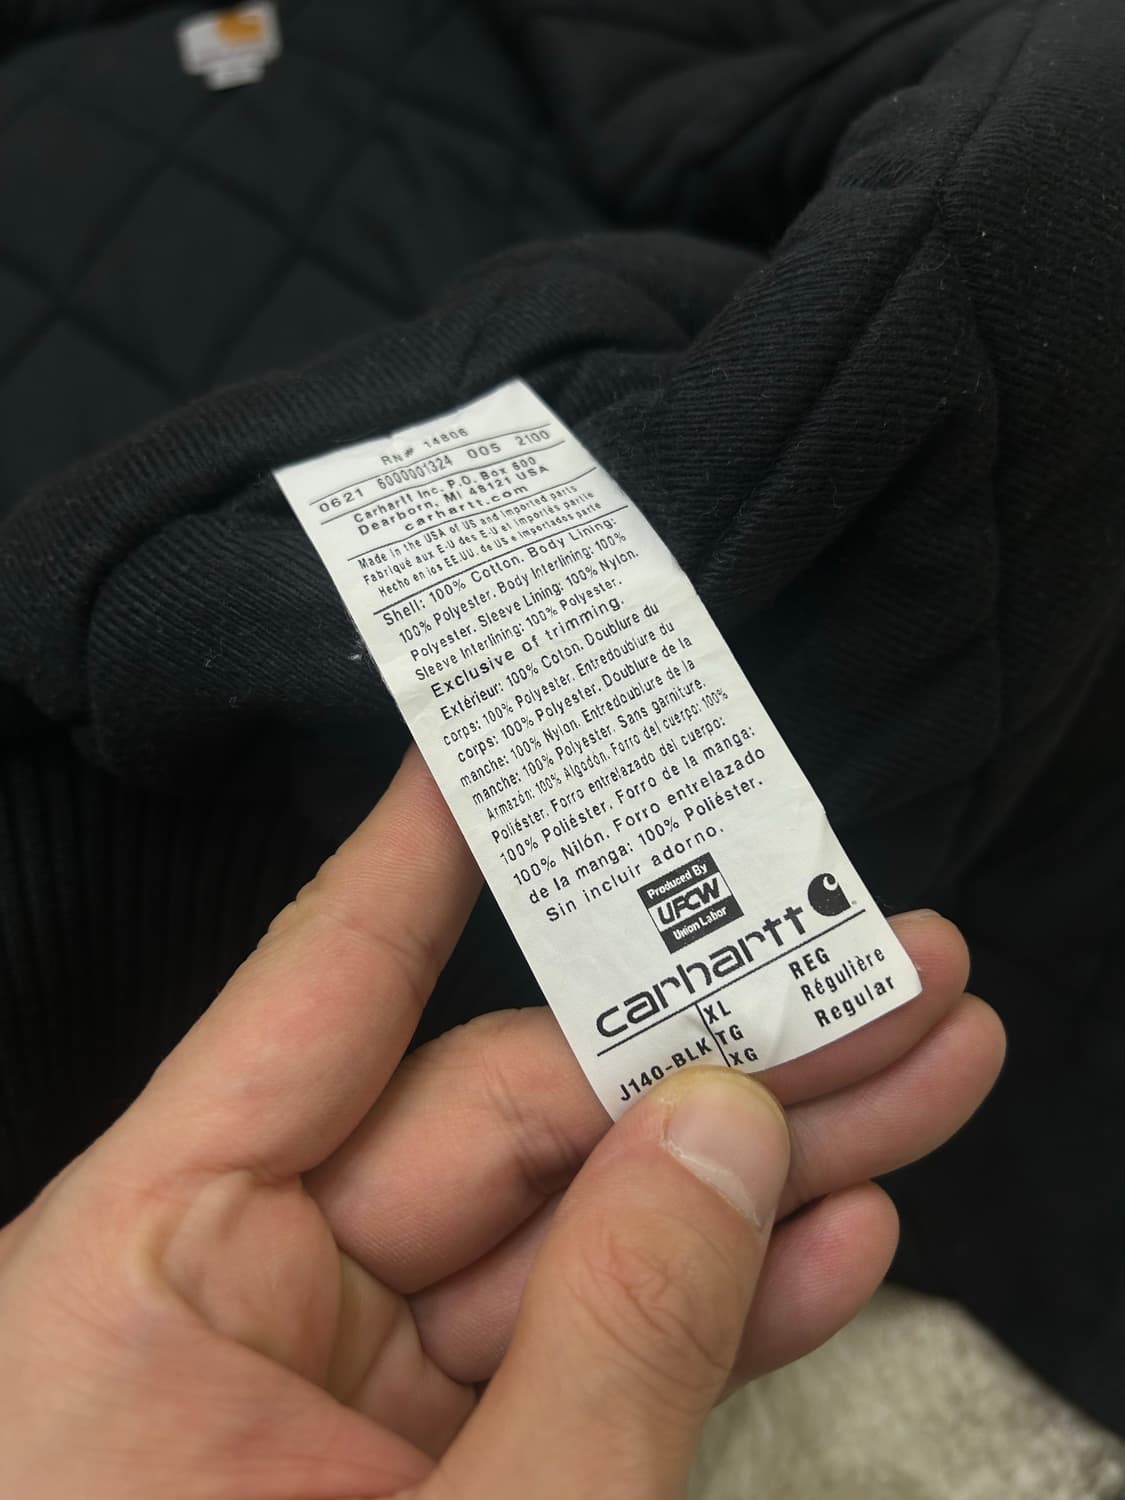 RN# 14806
0621 6000001324 005 2100
Carhartt Inc. P.O. Box 600
Dearborn, MI 48121 USA
carhartt.com
Made in the USA of US and imported parts
Fabriqué aux E-U des E-U et importés partie
Hecho en los EE.UU. de US e importados parte
Shell: 100% Cotton. Body Lining:
100% Polyester. Body Interlining: 100%
Polyester. Sleeve Lining: 100% Nylon.
Sleeve Interlining: 100% Polyester.
Exclusive of trimming.
Extérieur: 100% Coton. Doublure du
corps: 100% Polyester. Entredoublure du
corps: 100% Polyester. Doublure de la
manche: 100% Nylon. Entredoublure de la
manche: 100% Polyester. Sans garniture.
Armazón: 100% Algodón. Forro del cuerpo: 100%
Poliéster. Forro entrelazado del cuerpo:
100% Poliéster. Forro de la manga:
100% Nilón. Forro entrelazado
de la manga: 100% Poliéster.
Sin incluir adorno.
Produced By
UFCW
Union Labor
carhartt
J140-BLK
XL
TG
XG
REG
Régulière
Regular